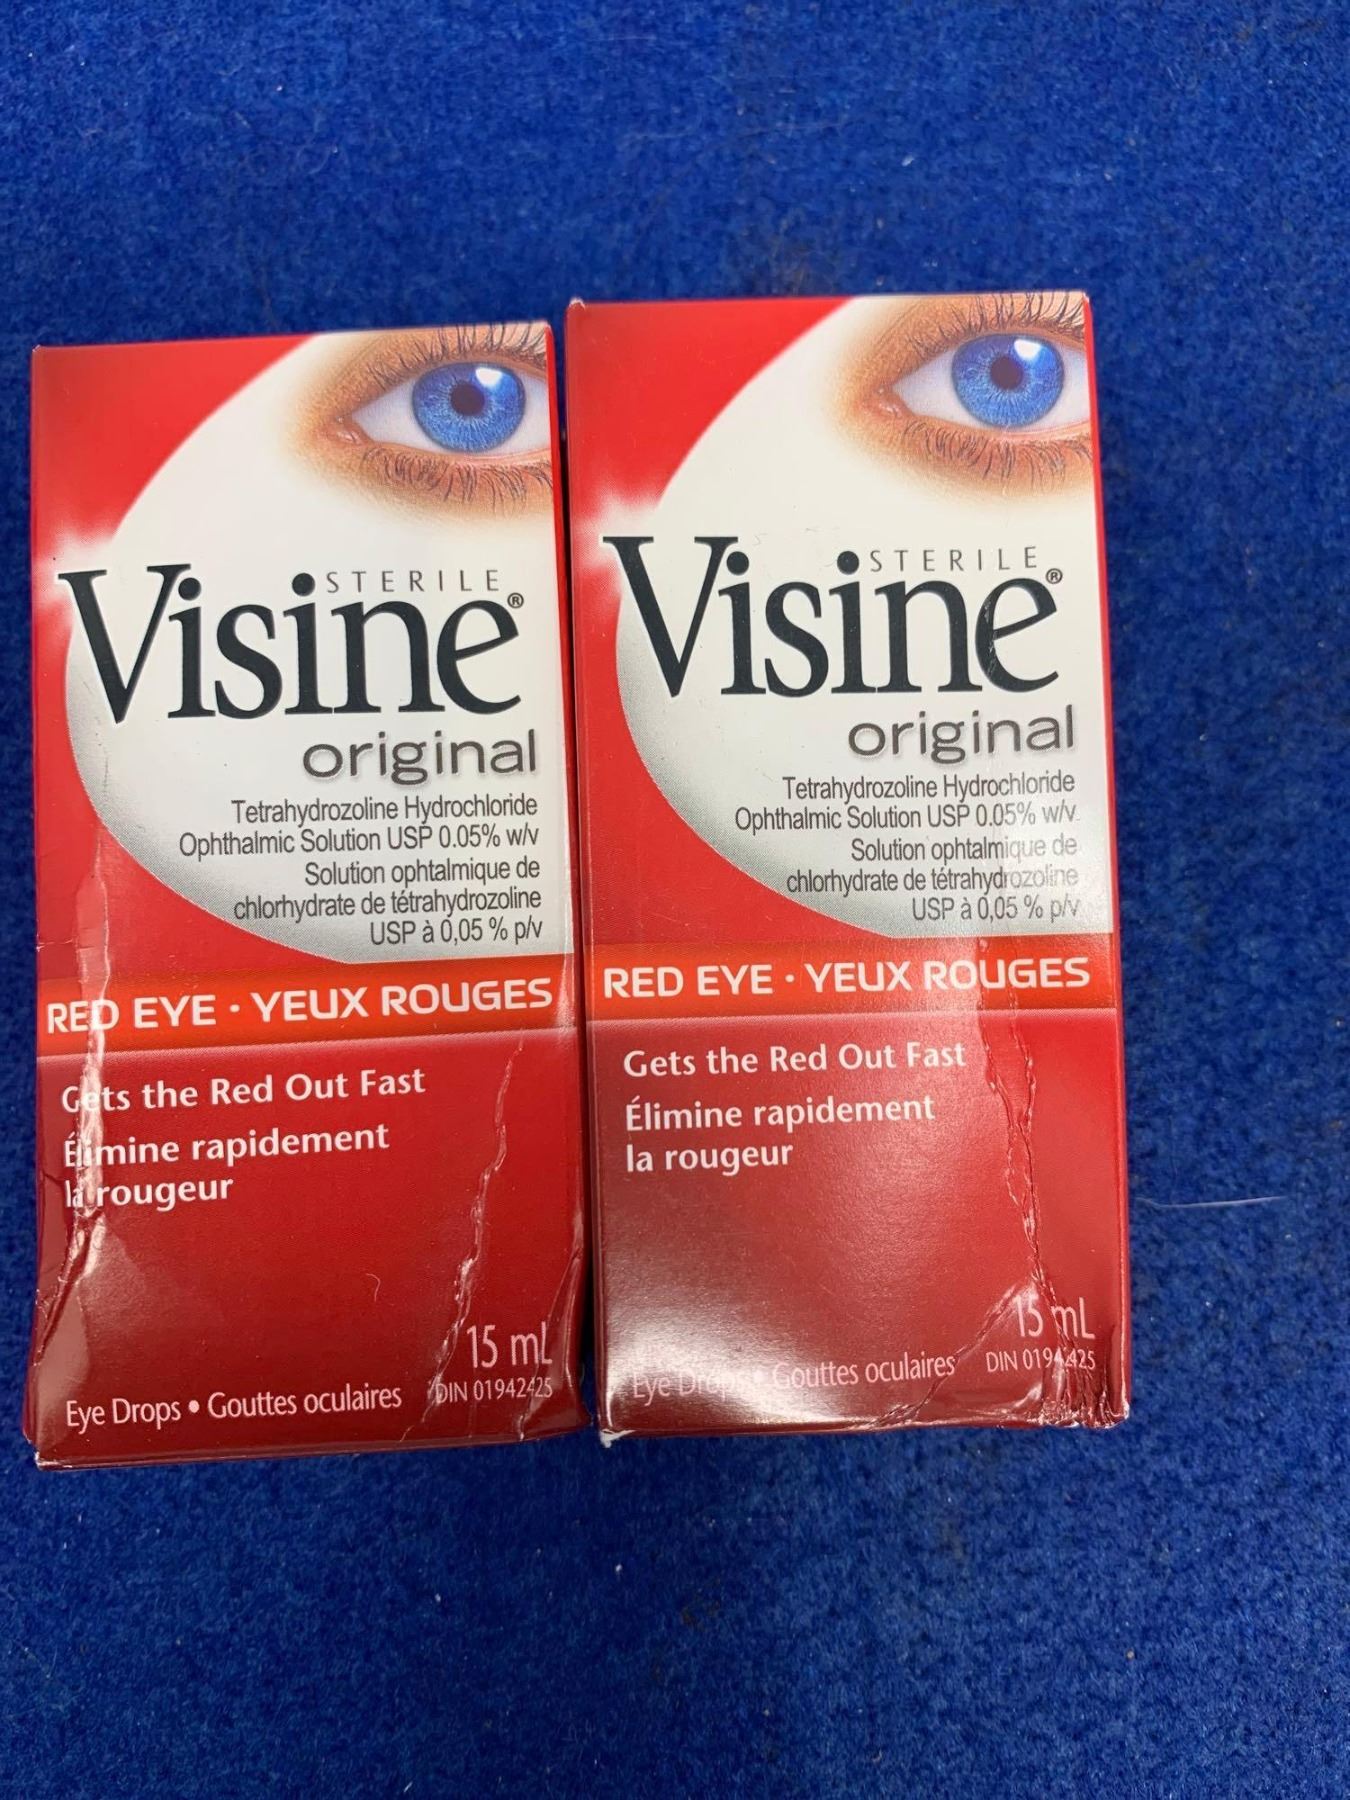 STERILE
Visine®
original
Tetrahydrozoline Hydrochloride
Ophthalmic Solution USP 0.05% w/v
Solution ophtalmique de
chlorhydrate de tétrahydrozoline
USP à 0,05 % p/v
RED EYE · YEUX ROUGES
Gets the Red Out Fast
Élimine rapidement
la rougeur
15 mL
Eye Drops • Gouttes oculaires
DIN 01942425
STERILE
Visine®
original
Tetrahydrozoline Hydrochloride
Ophthalmic Solution USP 0.05% w/v
Solution ophtalmique de
chlorhydrate de tétrahydrozoline
USP à 0,05 % p/v
RED EYE · YEUX ROUGES
Gets the Red Out Fast
Élimine rapidement
la rougeur
15 mL
Eye Drops • Gouttes oculaires
DIN 01942425